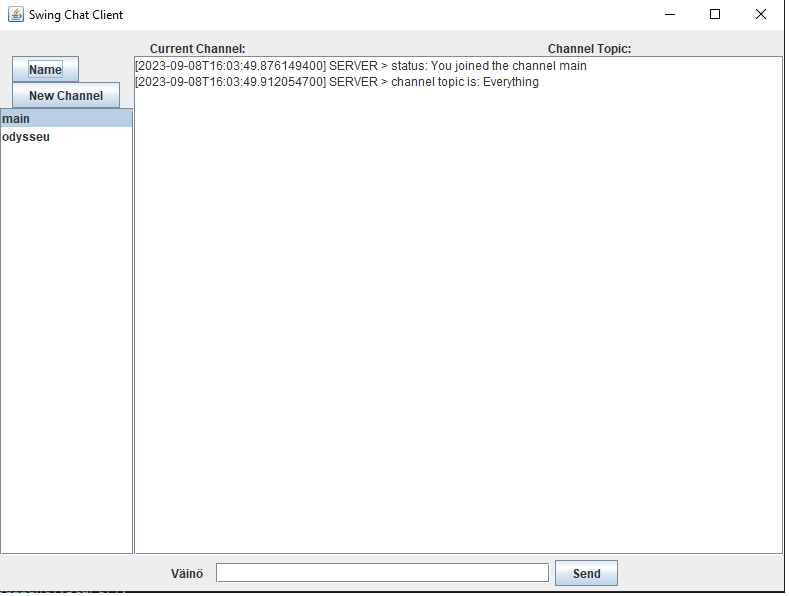 Swing Chat Client
Current Channel:
Channel Topic:
Name
New Channel
main
odysseu
[2023-09-08T16:03:49.876149400] SERVER > status: You joined the channel main
[2023-09-08T16:03:49.912054700] SERVER > channel topic is: Everything
Väinö
Send